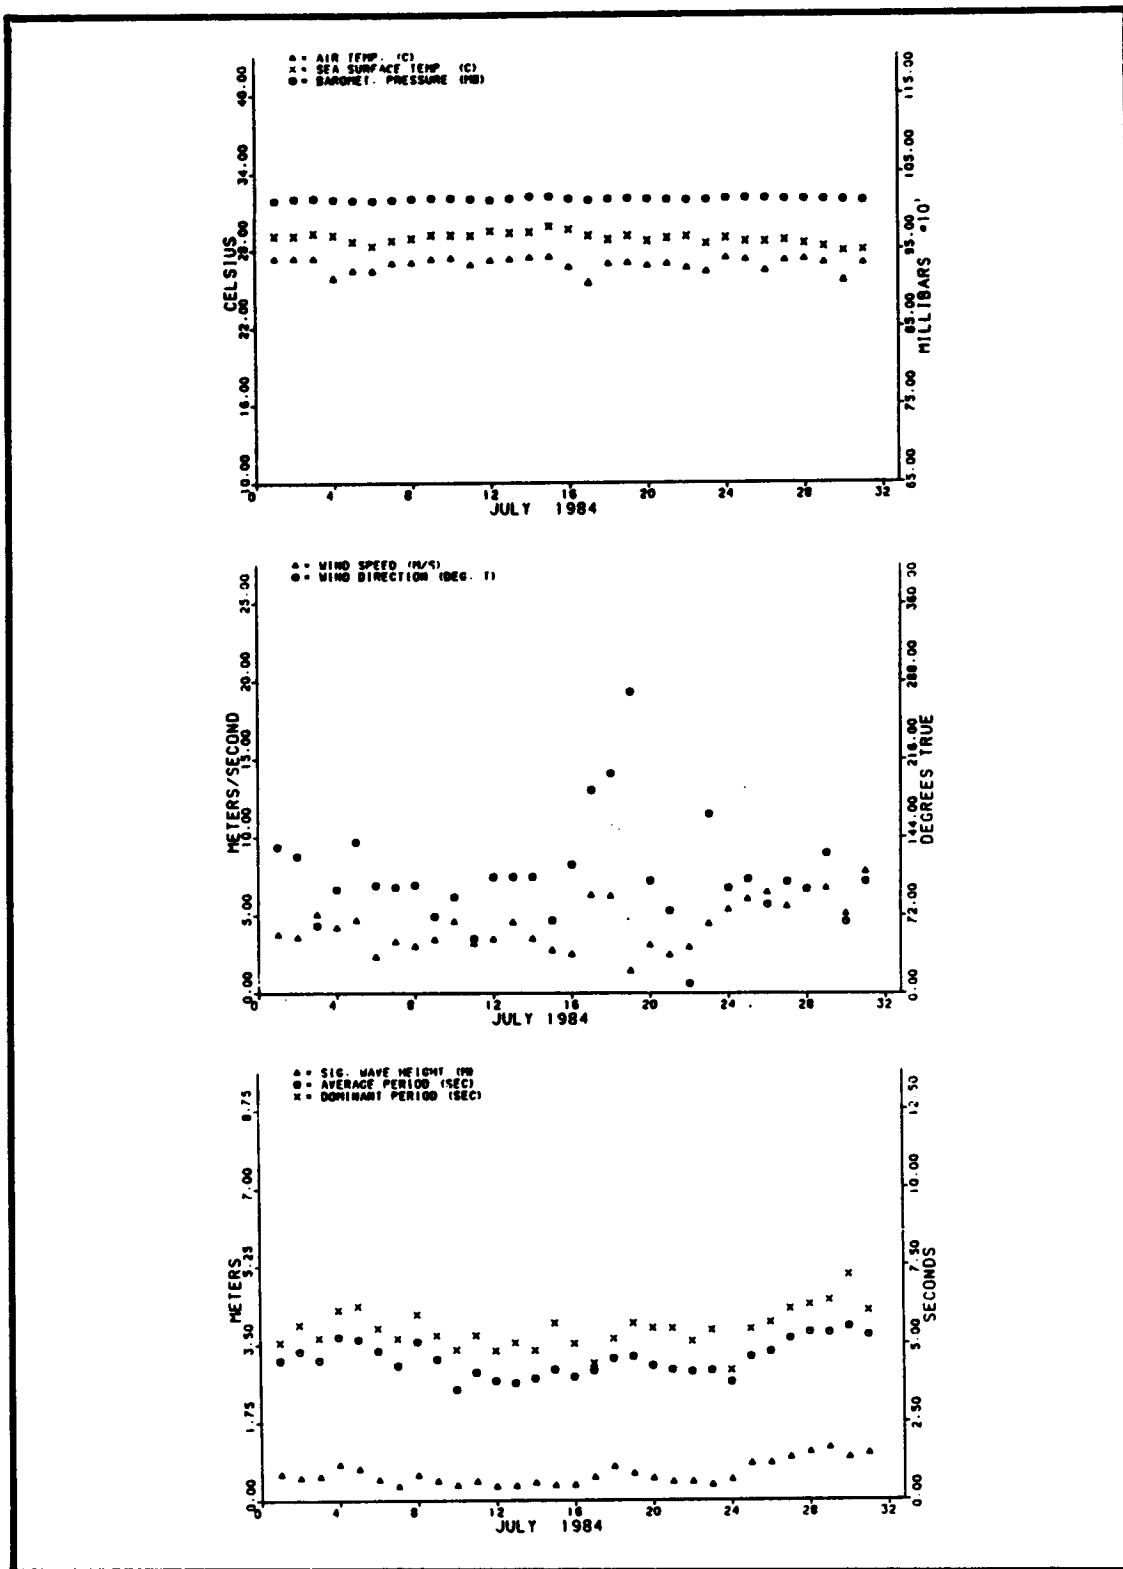 ▲ = AIR TEMP. (C)
x = SEA SURFACE TEMP (C)
● = BAROMET. PRESSURE (MB)
CELSIUS
10.00 16.00 22.00 28.00 34.00 40.00
MILLIBARS *10'
65.00 75.00 85.00 95.00 105.00 115.00
0 4 8 12 16 20 24 28 32
JULY 1984
▲ = WIND SPEED (M/S)
● = WIND DIRECTION (DEG. T)
METERS/SECOND
0.00 5.00 10.00 15.00 20.00 25.00
DEGREES TRUE
0.00 72.00 144.00 216.00 288.00 360.00
0 4 8 12 16 20 24 28 32
JULY 1984
▲ = SIG. WAVE HEIGHT (M)
● = AVERAGE PERIOD (SEC)
x = DOMINANT PERIOD (SEC)
METERS
0.00 1.75 3.50 5.25 7.00 8.75
SECONDS
0.00 2.50 5.00 7.50 10.00 12.50
0 4 8 12 16 20 24 28 32
JULY 1984